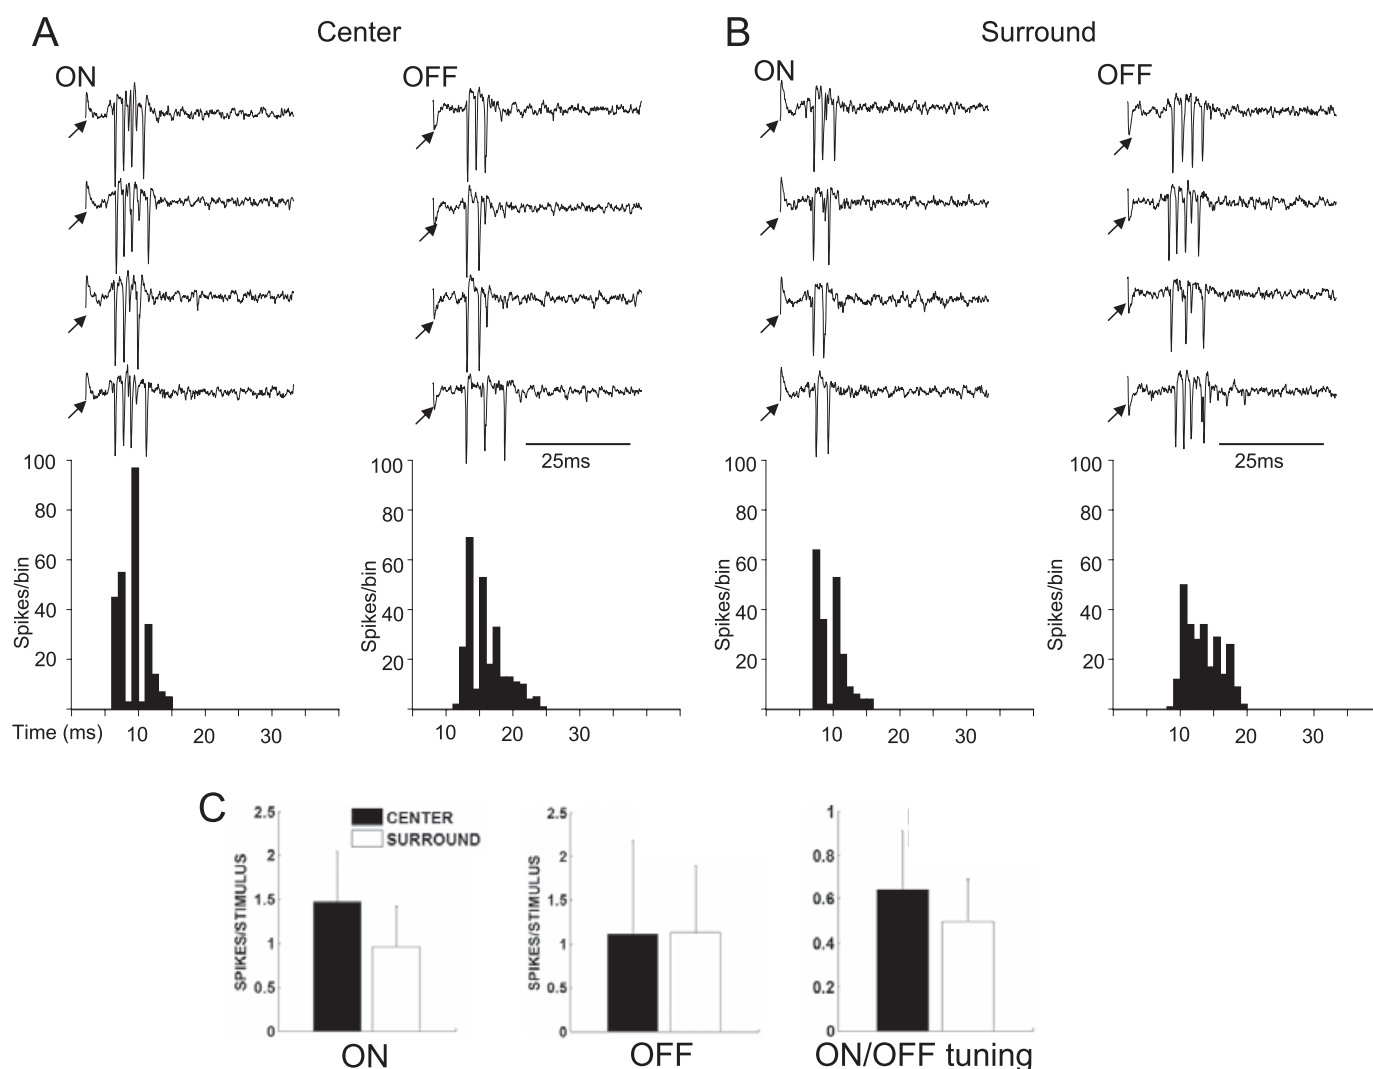 A
Center
B
Surround
ON
OFF
ON
OFF
25ms
25ms
100
80
60
40
20
Spikes/bin
100
80
60
40
20
Spikes/bin
100
80
60
40
20
Spikes/bin
100
80
60
40
20
Spikes/bin
Time (ms)
10
20
30
10
20
30
10
20
30
10
20
30
C
2.5
2
1.5
1
0.5
0
SPIKES/STIMULUS
CENTER
SURROUND
ON
2.5
2
1.5
1
0.5
0
SPIKES/STIMULUS
OFF
1
0.8
0.6
0.4
0.2
0
ON/OFF tuning